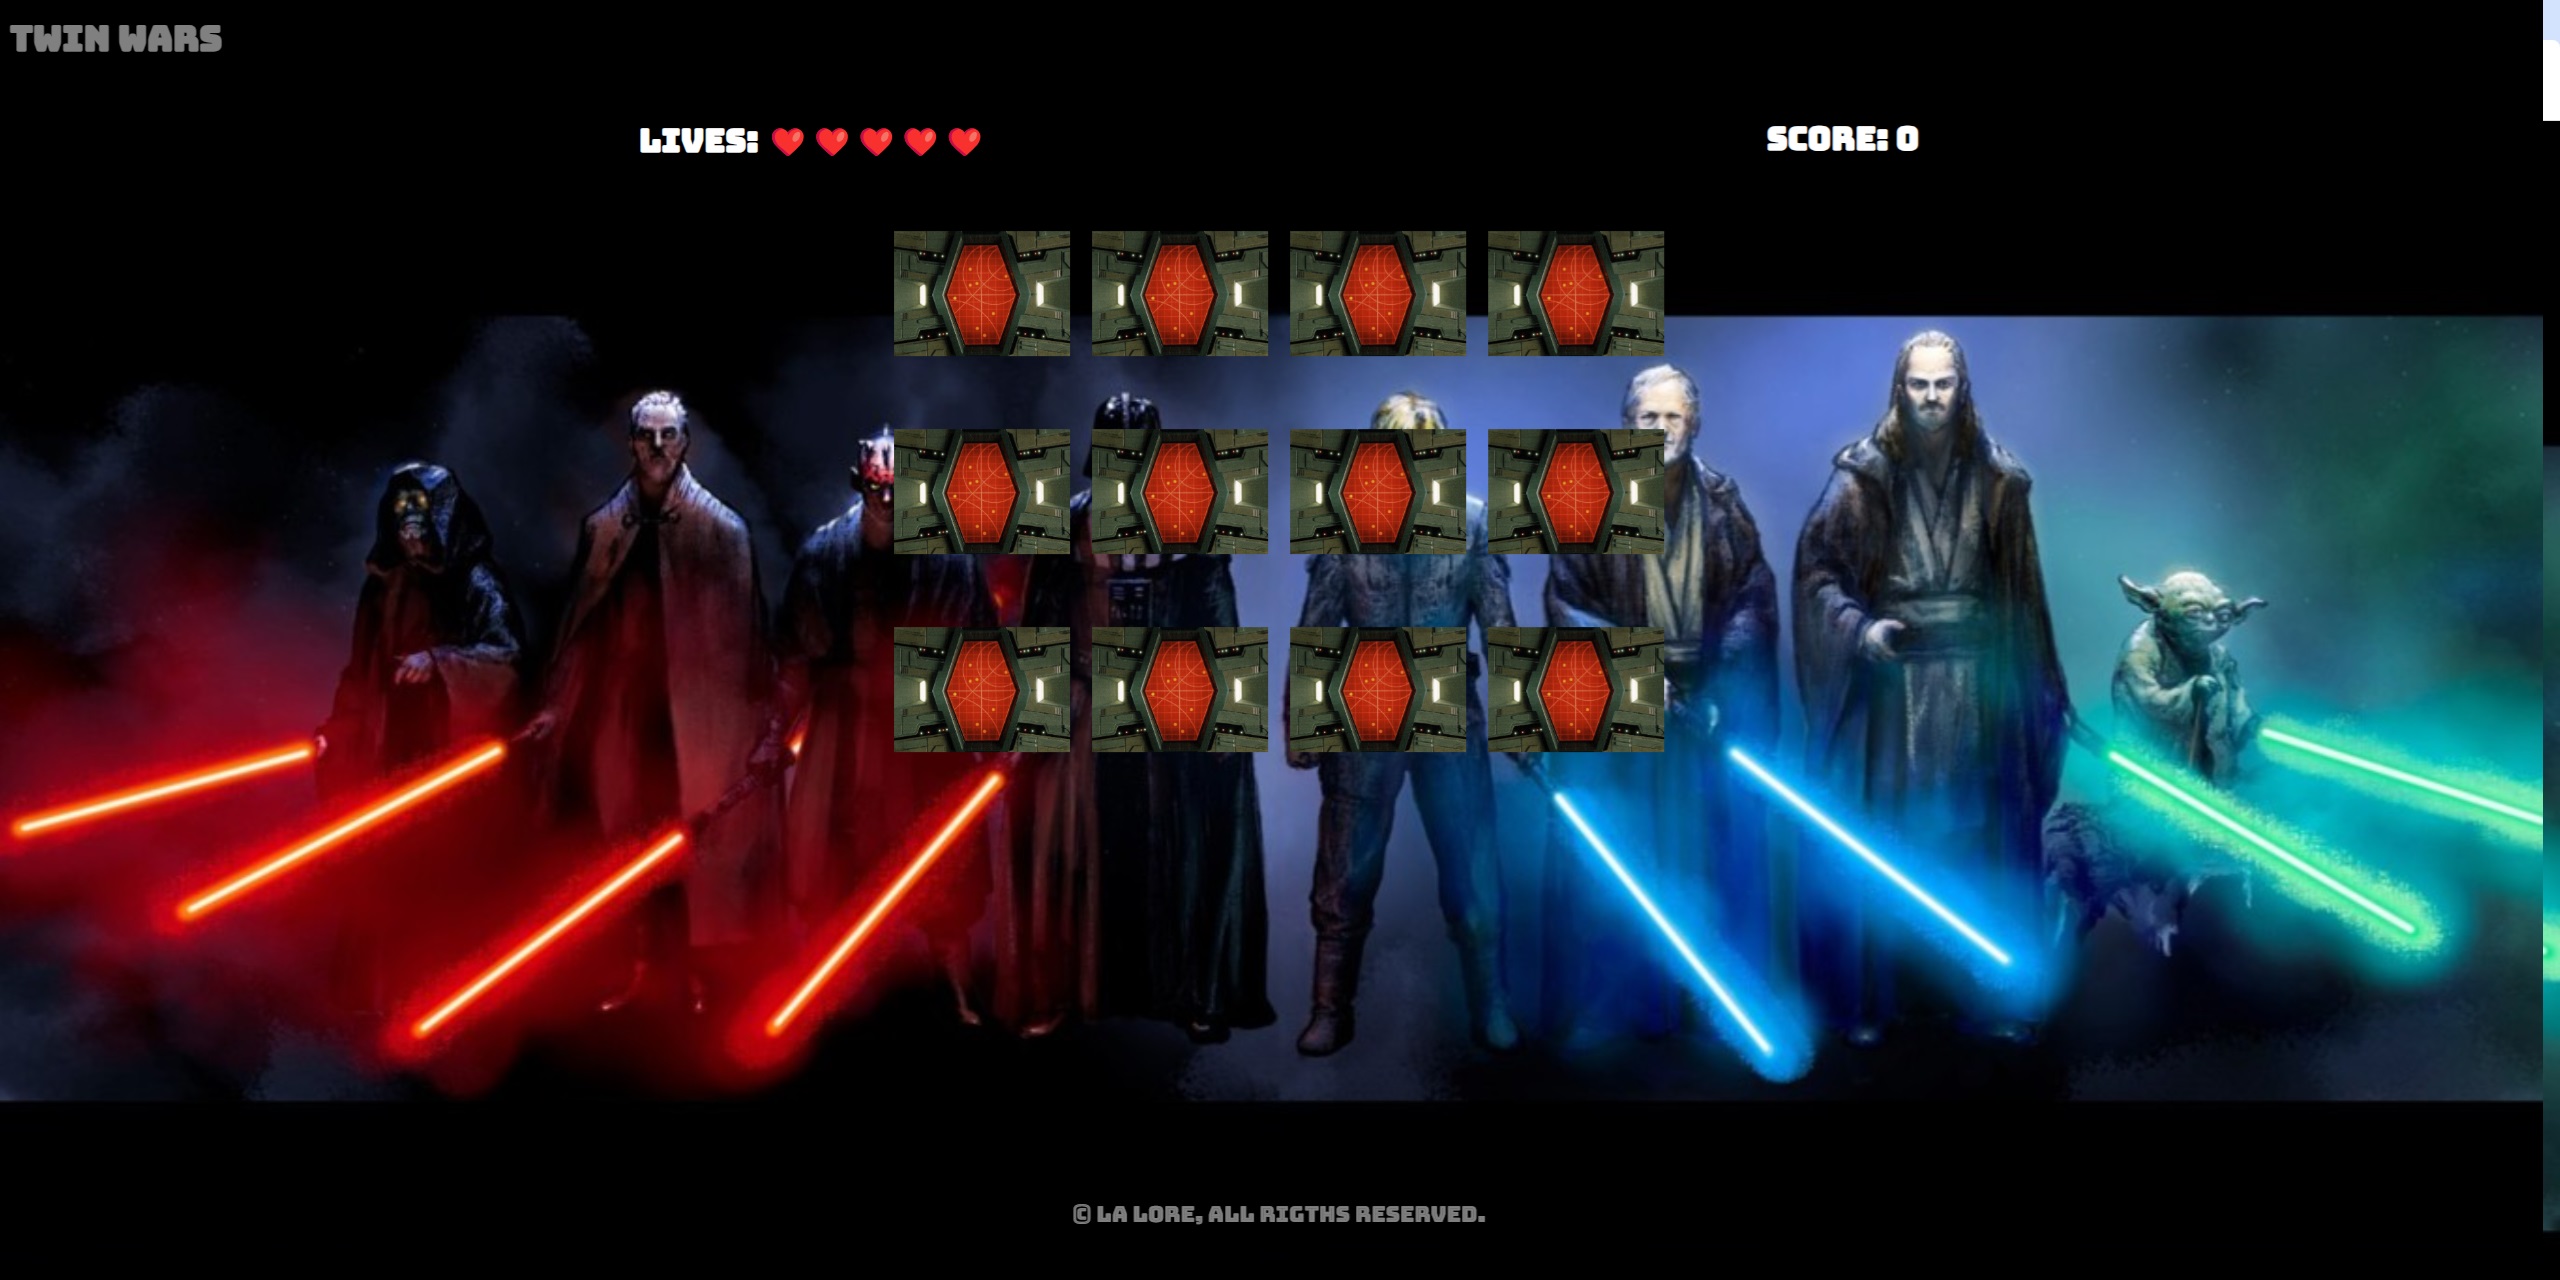 TWIN WARS
LIVES: ❤️ ❤️ ❤️ ❤️ ❤️
SCORE: 0
© LA LORE, ALL RIGTHS RESERVED.